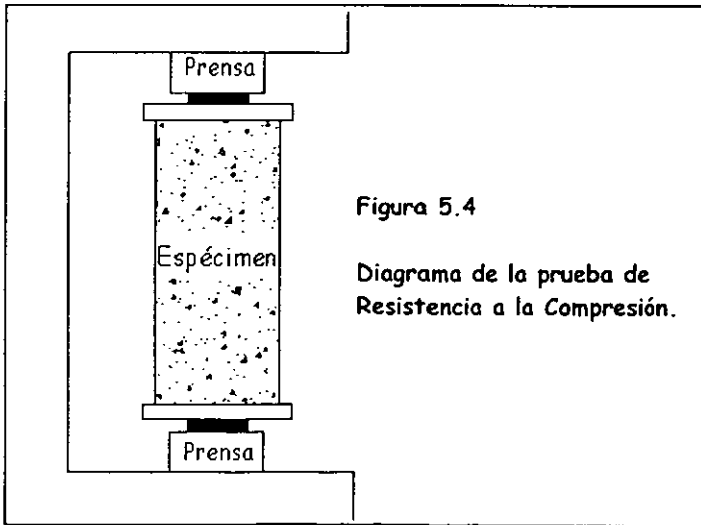 Prensa
Figura 5.4
Espécimen
Diagrama de la prueba de
Resistencia a la Compresión.
Prensa